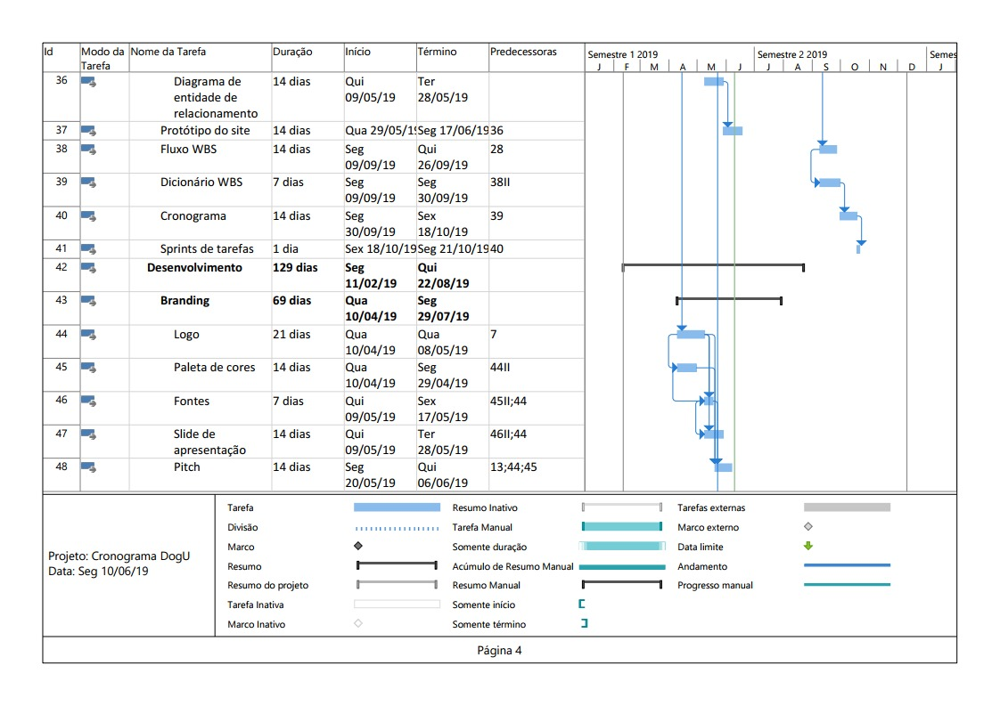 Id Modo da Tarefa Nome da Tarefa Duração Início Término Predecessoras
Semestre 1 2019 Semestre 2 2019 Semes
J F M A M J J A S O N D J
36 Diagrama de entidade de relacionamento 14 dias Qui 09/05/19 Ter 28/05/19
37 Protótipo do site 14 dias Qua 29/05/19 Seg 17/06/19 36
38 Fluxo WBS 14 dias Seg 09/09/19 Qui 26/09/19 28
39 Dicionário WBS 7 dias Seg 09/09/19 Seg 30/09/19 38II
40 Cronograma 14 dias Seg 30/09/19 Sex 18/10/19 39
41 Sprints de tarefas 1 dia Sex 18/10/19 Seg 21/10/19 40
42 Desenvolvimento 129 dias Seg 11/02/19 Qui 22/08/19
43 Branding 69 dias Qua 10/04/19 Seg 29/07/19
44 Logo 21 dias Qua 10/04/19 Qua 08/05/19 7
45 Paleta de cores 14 dias Qua 10/04/19 Seg 29/04/19 44II
46 Fontes 7 dias Qui 09/05/19 Sex 17/05/19 45II;44
47 Slide de apresentação 14 dias Qui 09/05/19 Ter 28/05/19 46II;44
48 Pitch 14 dias Seg 20/05/19 Qui 06/06/19 13;44;45
Projeto: Cronograma DogU
Data: Seg 10/06/19
Tarefa Resumo Inativo Tarefas externas
Divisão Tarefa Manual Marco externo
Marco Somente duração Data limite
Resumo Acúmulo de Resumo Manual Andamento
Resumo do projeto Resumo Manual Progresso manual
Tarefa Inativa Somente início
Marco Inativo Somente término
Página 4